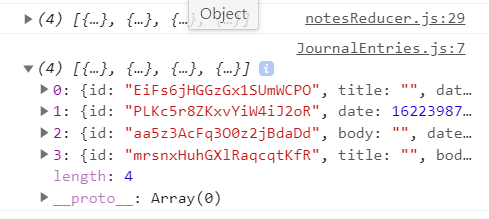 Object
▸ (4) [{…}, {…}, {…}, {…}] notesReducer.js:29
JournalEntries.js:7
▾ (4) [{…}, {…}, {…}, {…}] i
▸ 0: {id: "EiFs6jHGGzGx1SUmWCPO", title: "", dat…
▸ 1: {id: "PLKc5r8ZKxvYiW4iJ2oR", date: 16223987…
▸ 2: {id: "aa5z3AcFq3O0z2jBdaDd", body: "", date…
▸ 3: {id: "mrsnxHuhGXlRaqcqtKfR", title: "", bod…
length: 4
▸ __proto__: Array(0)